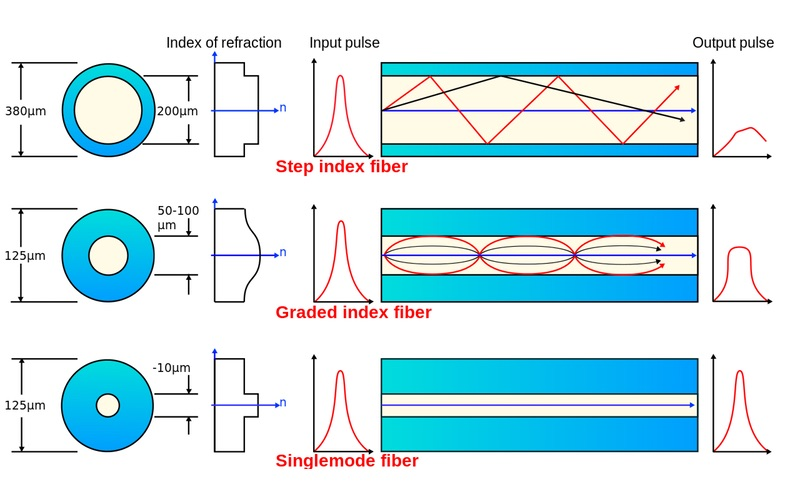 Index of refraction
Input pulse
Output pulse
380µm
200µm
n
Step index fiber
50-100
µm
125µm
n
Graded index fiber
-10µm
125µm
n
Singlemode fiber